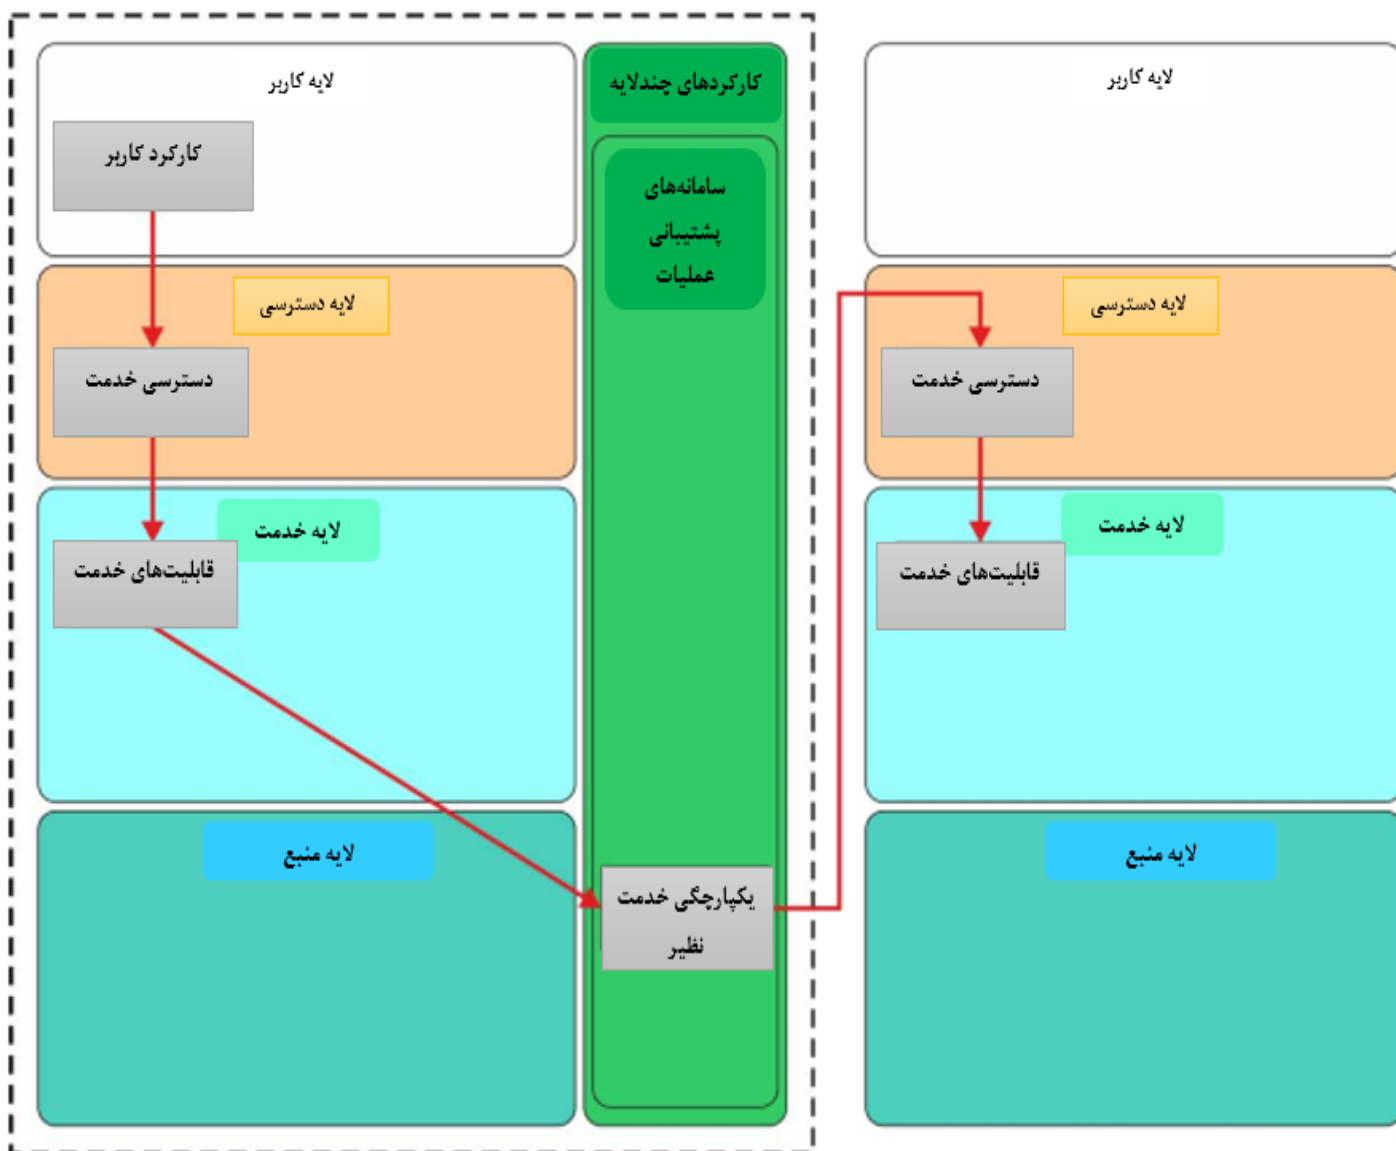 لایه کاربر
کارکردهای چندلایه
لایه کاربر
کارکرد کاربر
سامانه‌های
پشتیبانی
عملیات
لایه دسترسی
لایه دسترسی
دسترسی خدمت
دسترسی خدمت
لایه خدمت
لایه خدمت
قابلیت‌های خدمت
قابلیت‌های خدمت
لایه منبع
لایه منبع
یکپارچگی خدمت
نظیر